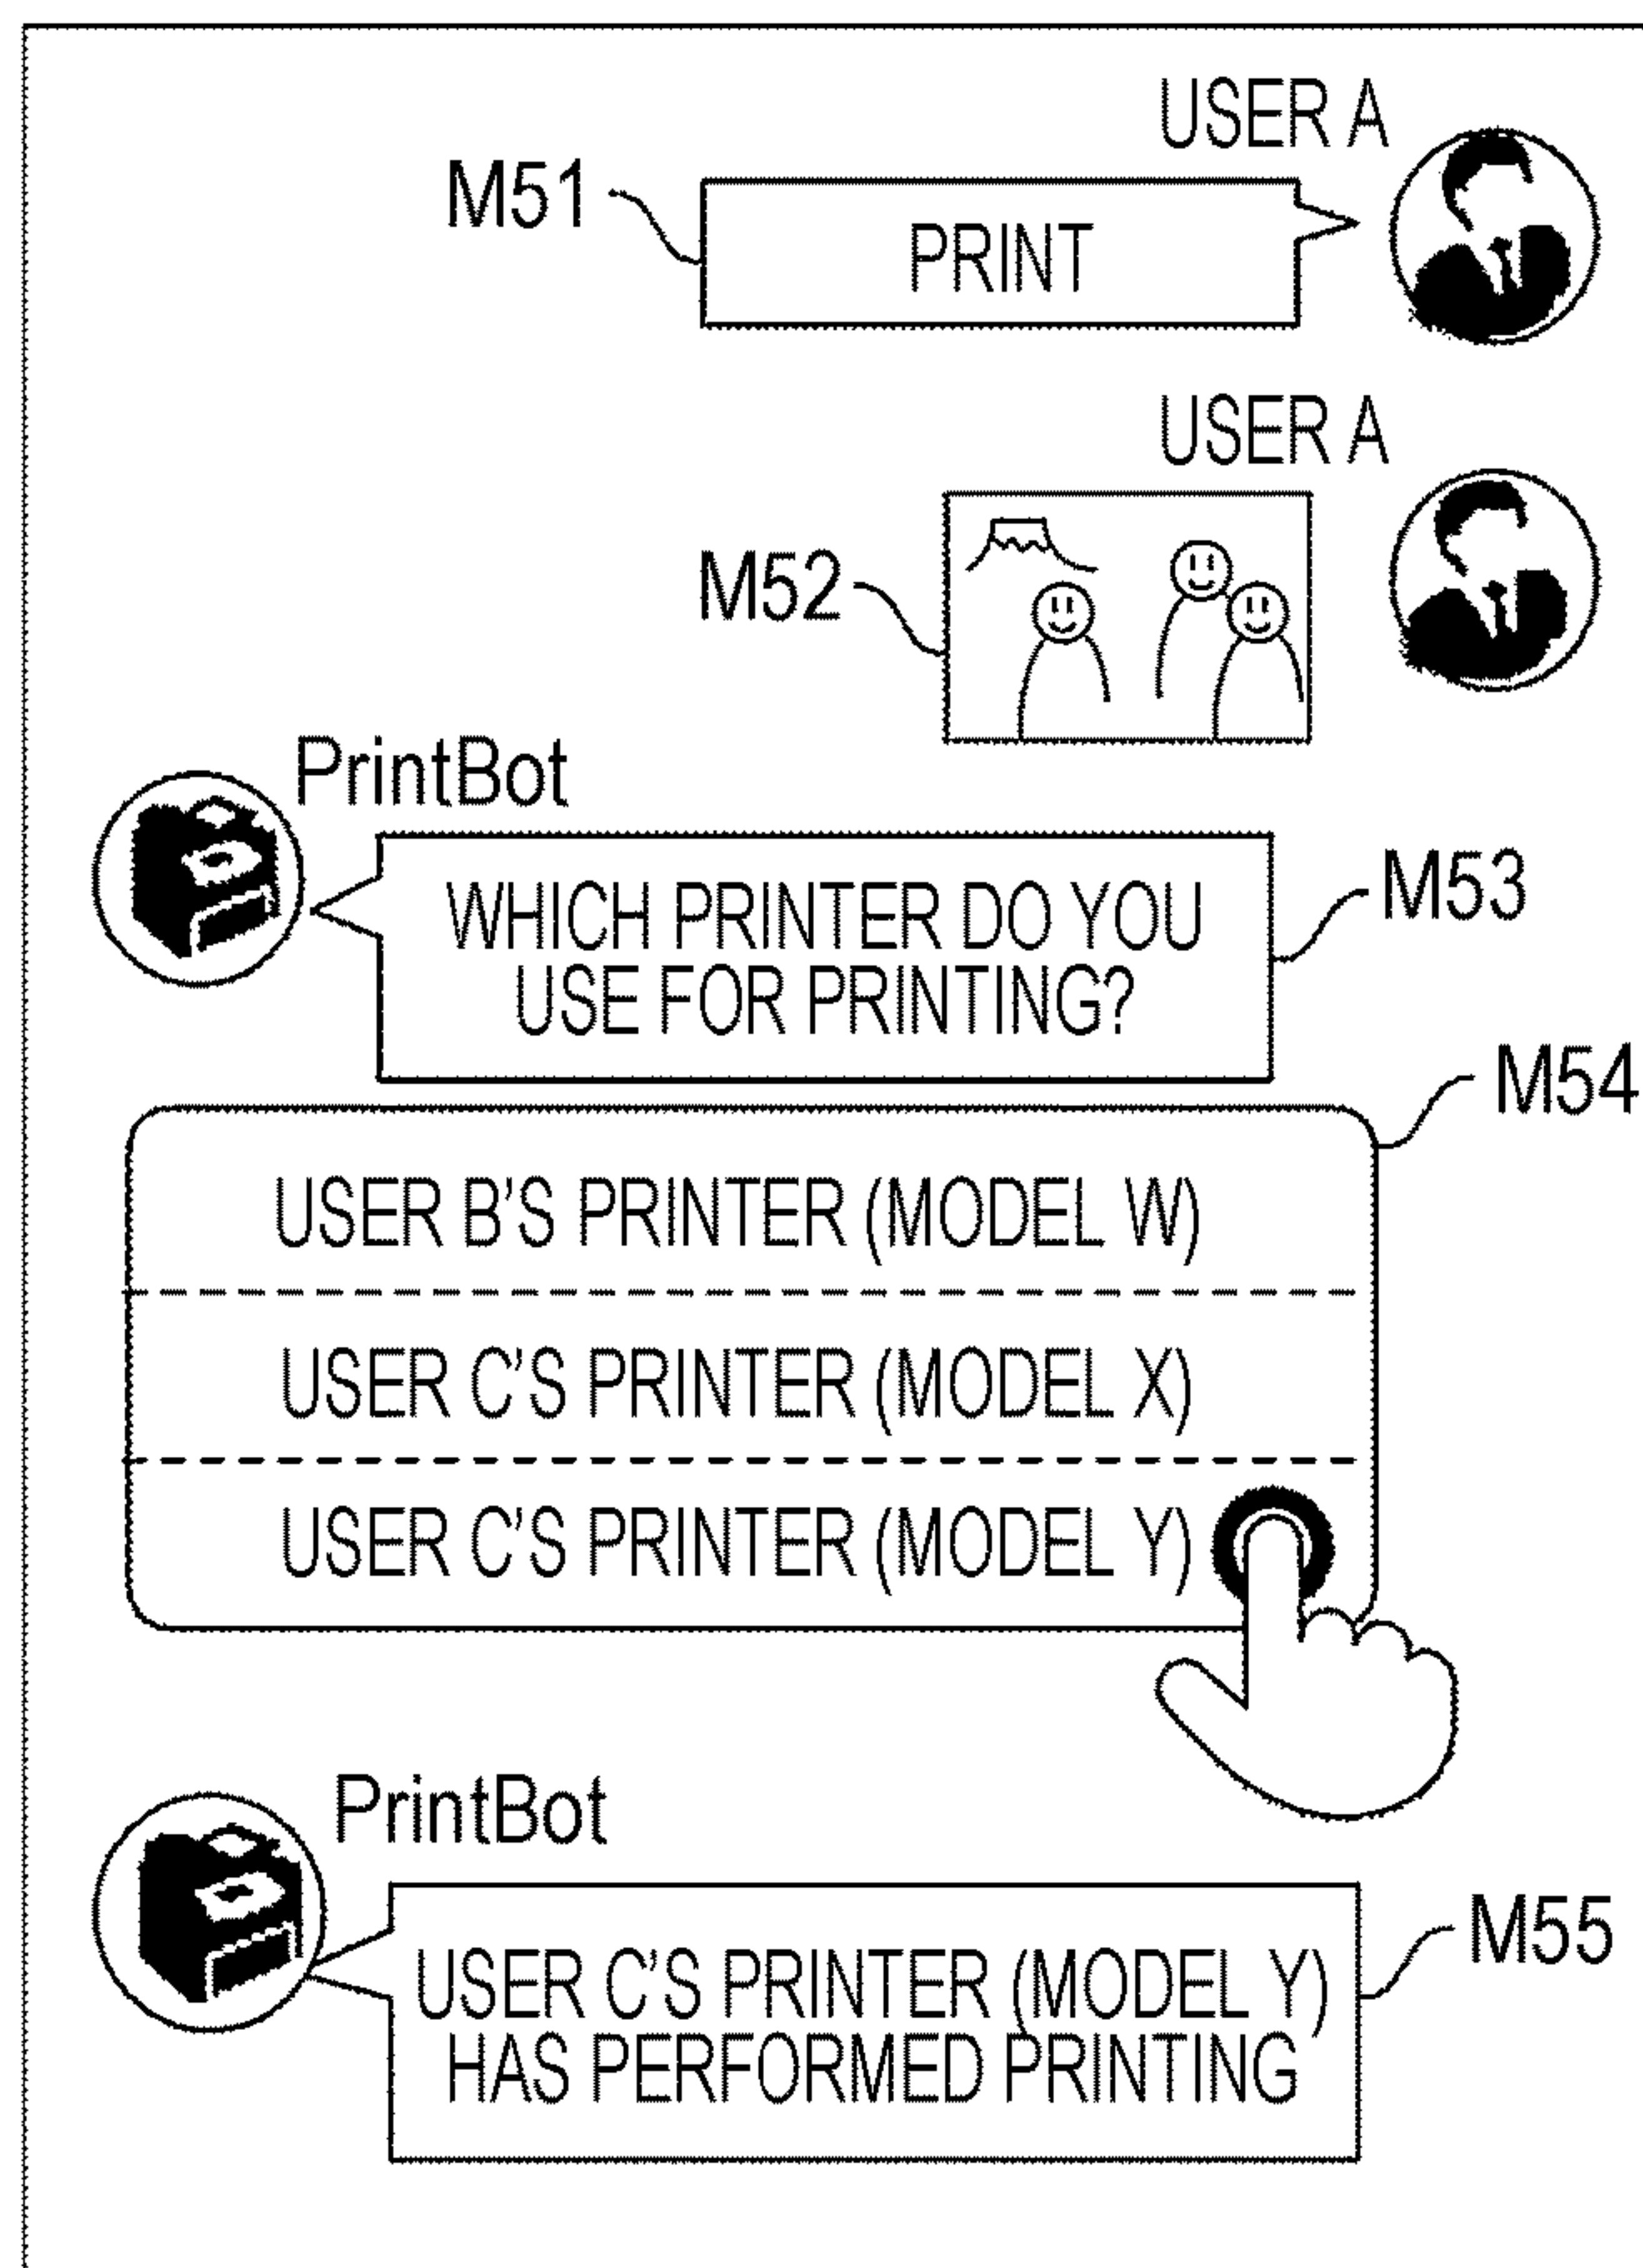 USER A
M51
PRINT
USER A
M52
PrintBot
WHICH PRINTER DO YOU
USE FOR PRINTING?
M53
M54
USER B'S PRINTER (MODEL W)
USER C'S PRINTER (MODEL X)
USER C'S PRINTER (MODEL Y)
PrintBot
USER C'S PRINTER (MODEL Y)
HAS PERFORMED PRINTING
M55